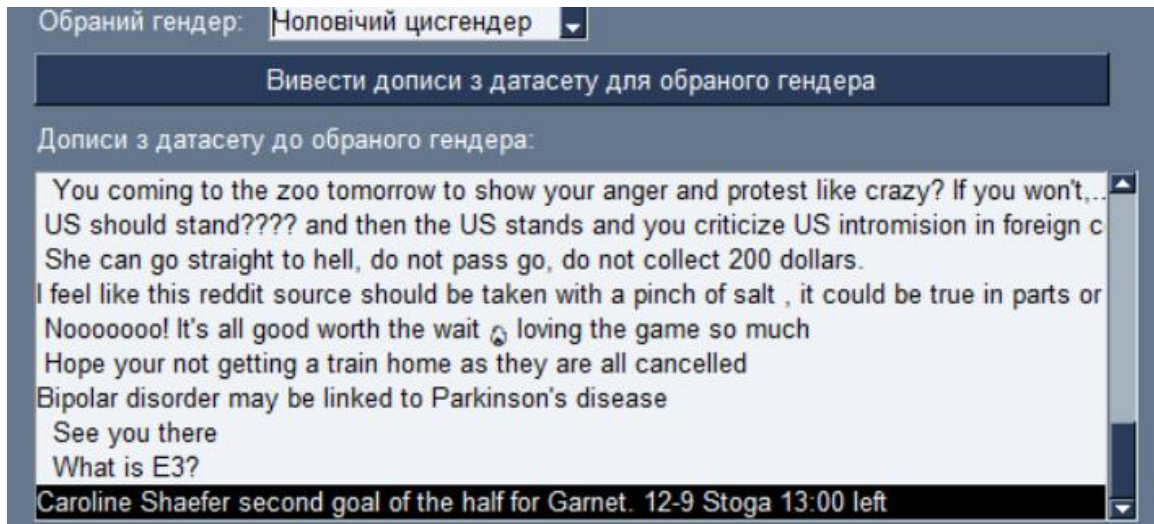 Обраний гендер: Чоловічий цисгендер
Вивести дописи з датасету для обраного гендера
Дописи з датасету до обраного гендера:
You coming to the zoo tomorrow to show your anger and protest like crazy? If you won't,..
US should stand???? and then the US stands and you criticize US intromision in foreign c
She can go straight to hell, do not pass go, do not collect 200 dollars.
I feel like this reddit source should be taken with a pinch of salt , it could be true in parts or
Nooooooo! It's all good worth the wait loving the game so much
Hope your not getting a train home as they are all cancelled
Bipolar disorder may be linked to Parkinson's disease
See you there
What is E3?
Caroline Shaefer second goal of the half for Garnet. 12-9 Stoga 13:00 left